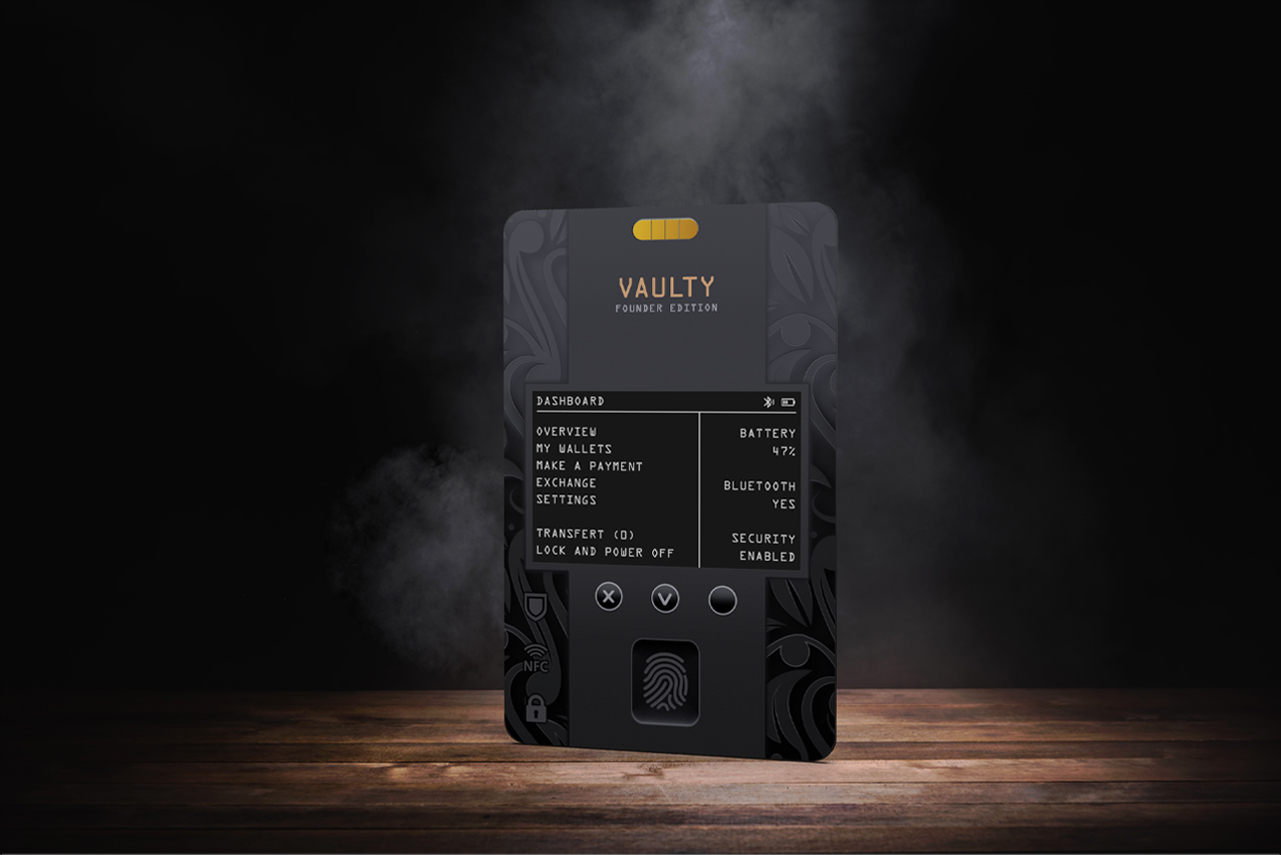 VAULTY
FOUNDER EDITION
DASHBOARD
OVERVIEW
MY WALLETS
MAKE A PAYMENT
EXCHANGE
SETTINGS
TRANSFERT (0)
LOCK AND POWER OFF
BATTERY
47%
BLUETOOTH
YES
SECURITY
ENABLED
X V
NFC